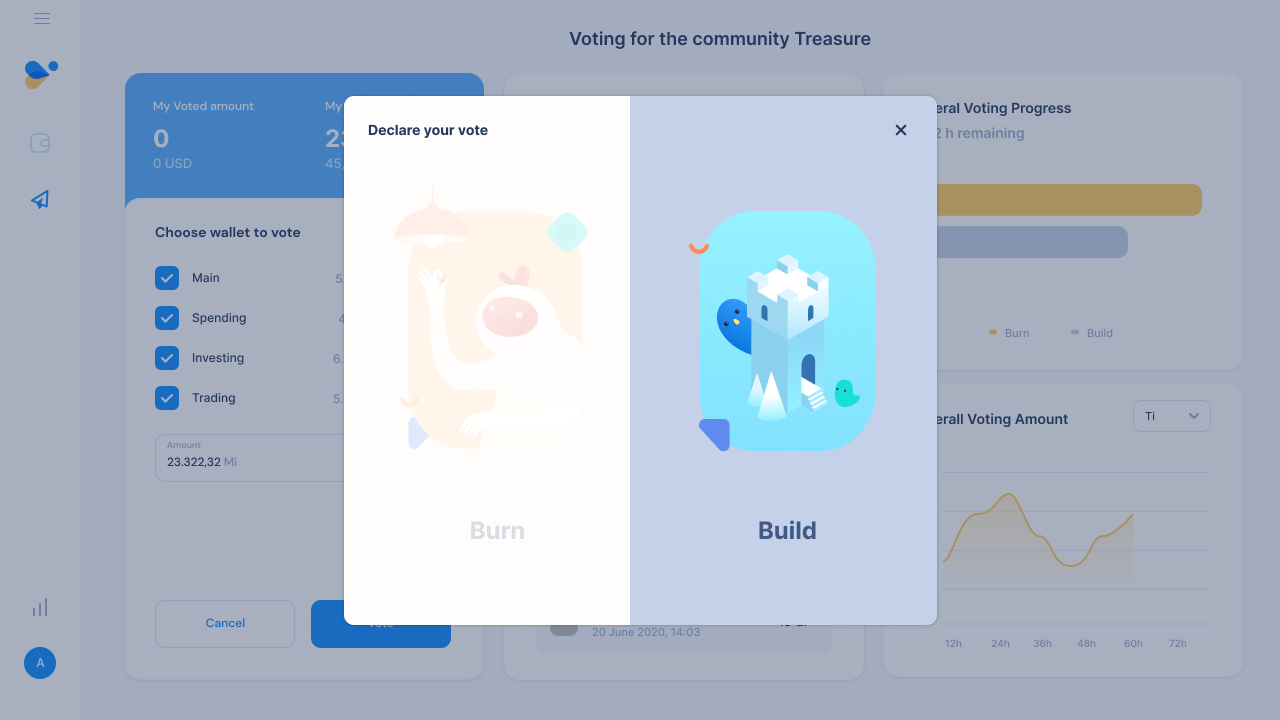 Voting for the community Treasure
My Voted amount
My
0
23
0 USD
45,
Choose wallet to vote
Main
5.
Spending
4
Investing
6.
Trading
5.
Amount
23.322,32 Mi
Cancel
Vote
A
Declare your vote
Burn
Build
20 June 2020, 14:03
Voting Progress
h remaining
Burn
Build
Voting Amount
Ti
12h
24h
36h
48h
60h
72h